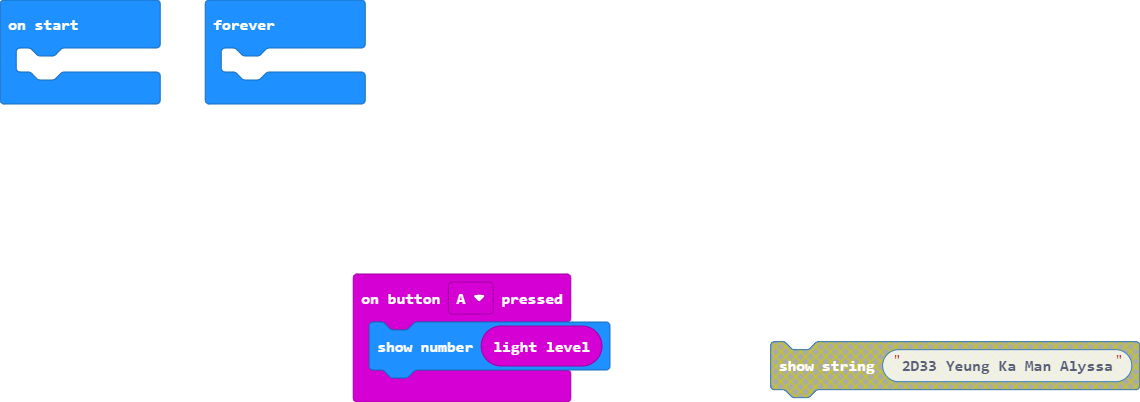 on start
forever
on button A pressed
show number light level
show string "2D33 Yeung Ka Man Alyssa"